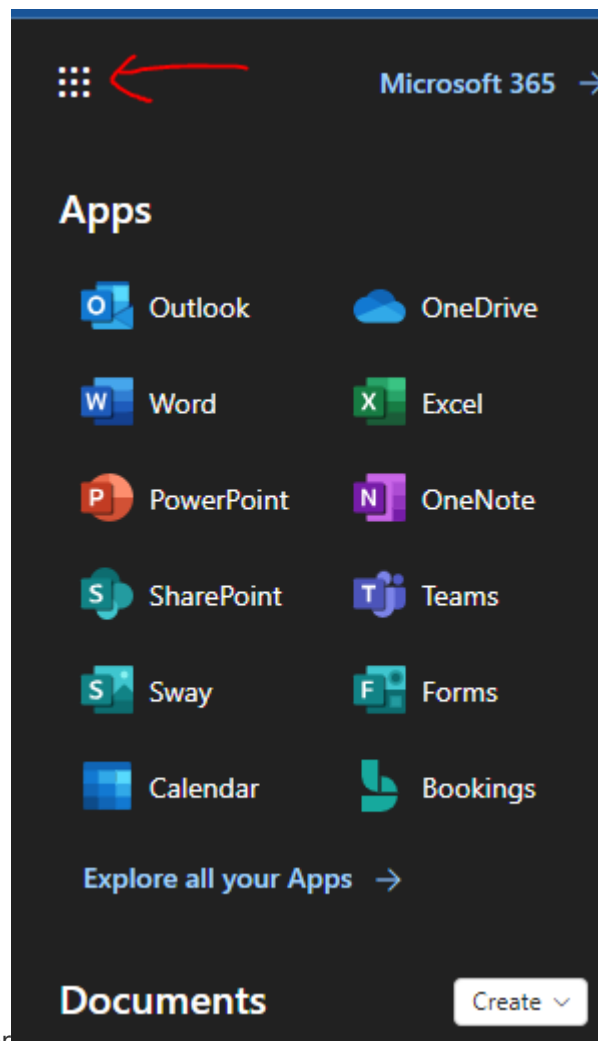 Microsoft 365 →
Apps
Outlook OneDrive
Word Excel
PowerPoint OneNote
SharePoint Teams
Sway Forms
Calendar Bookings
Explore all your Apps →
Documents Create